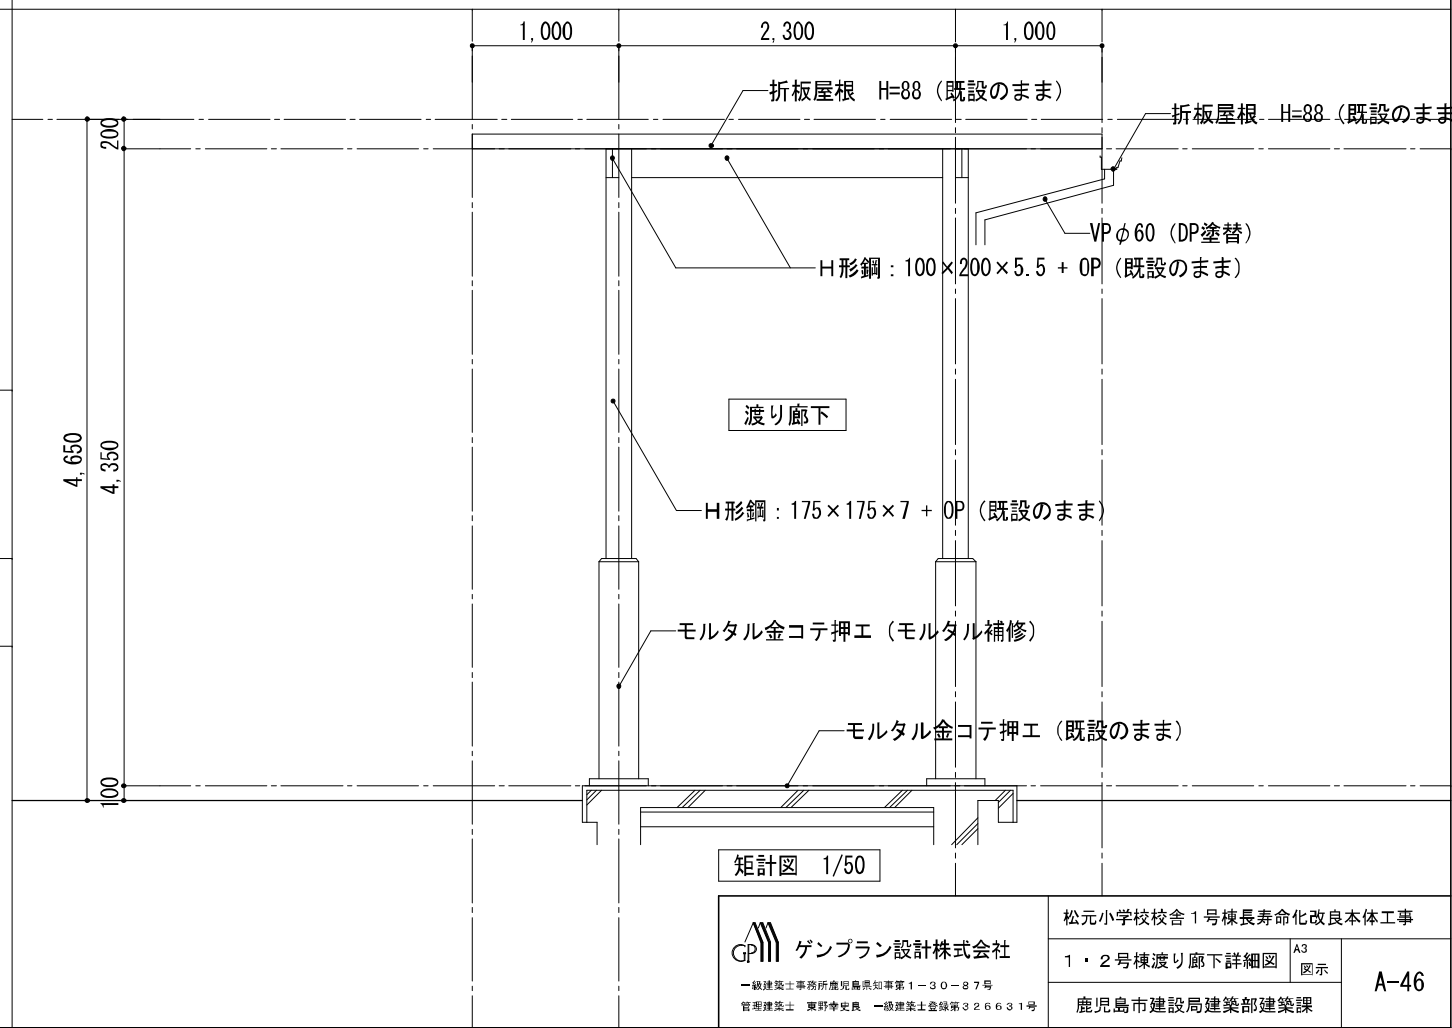 1,000
2,300
1,000
折板屋根　H=88（既設のまま）
折板屋根　H=88（既設のまま
200
VPφ60（DP塗替）
H形鋼：100×200×5.5 + OP（既設のまま）
渡り廊下
4,650
4,350
H形鋼：175×175×7 + OP（既設のまま）
モルタル金コテ押エ（モルタル補修）
モルタル金コテ押エ（既設のまま）
100
矩計図　1/50
GP ゲンプラン設計株式会社
一級建築士事務所鹿児島県知事第１−３０−８７号
管理建築士　東野幸史良　一級建築士登録第３２６６３１号
松元小学校校舎１号棟長寿命化改良本体工事
１・２号棟渡り廊下詳細図
A3
図示
A-46
鹿児島市建設局建築部建築課